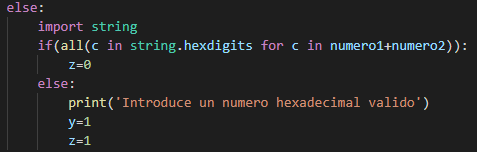 else:
    import string
    if(all(c in string.hexdigits for c in numero1+numero2)):
        z=0
    else:
        print('Introduce un numero hexadecimal valido')
        y=1
        z=1